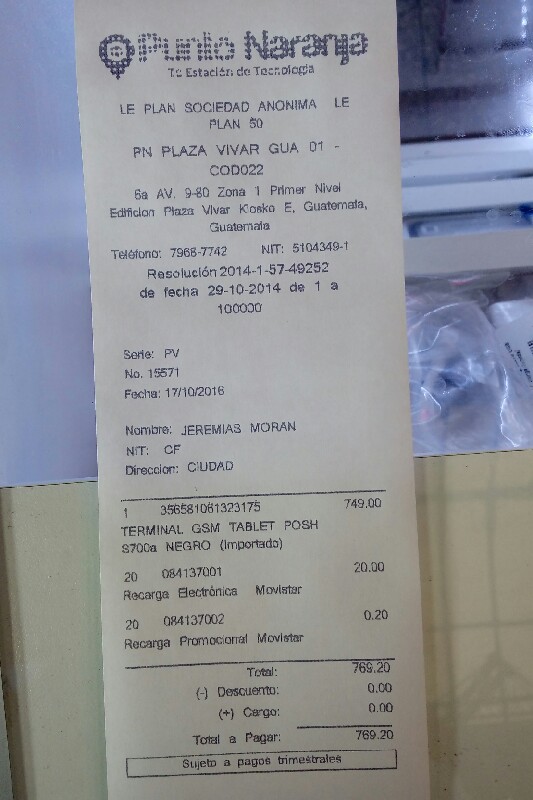 Punto Naranja
Tu Estación de Tecnología
LE PLAN SOCIEDAD ANONIMA LE
PLAN 50
PN PLAZA VIVAR GUA 01 -
COD022
6a AV. 9-80 Zona 1 Primer Nivel
Edificion Plaza Vivar Kiosko E, Guatemala,
Guatemala
Teléfono: 7968-7742 NIT: 5104349-1
Resolución 2014-1-57-49252
de fecha 29-10-2014 de 1 a
100000
Serie: PV
No. 15571
Fecha: 17/10/2016
Nombre: JEREMIAS MORAN
NIT: CF
Direccion: CIUDAD
1 356581061323175 749.00
TERMINAL GSM TABLET POSH
S700a NEGRO (Importado)
20 084137001 20.00
Recarga Electrónica Movistar
20 084137002 0.20
Recarga Promocional Movistar
Total: 769.20
(-) Descuento: 0.00
(+) Cargo: 0.00
Total a Pagar: 769.20
Sujeto a pagos trimestrales